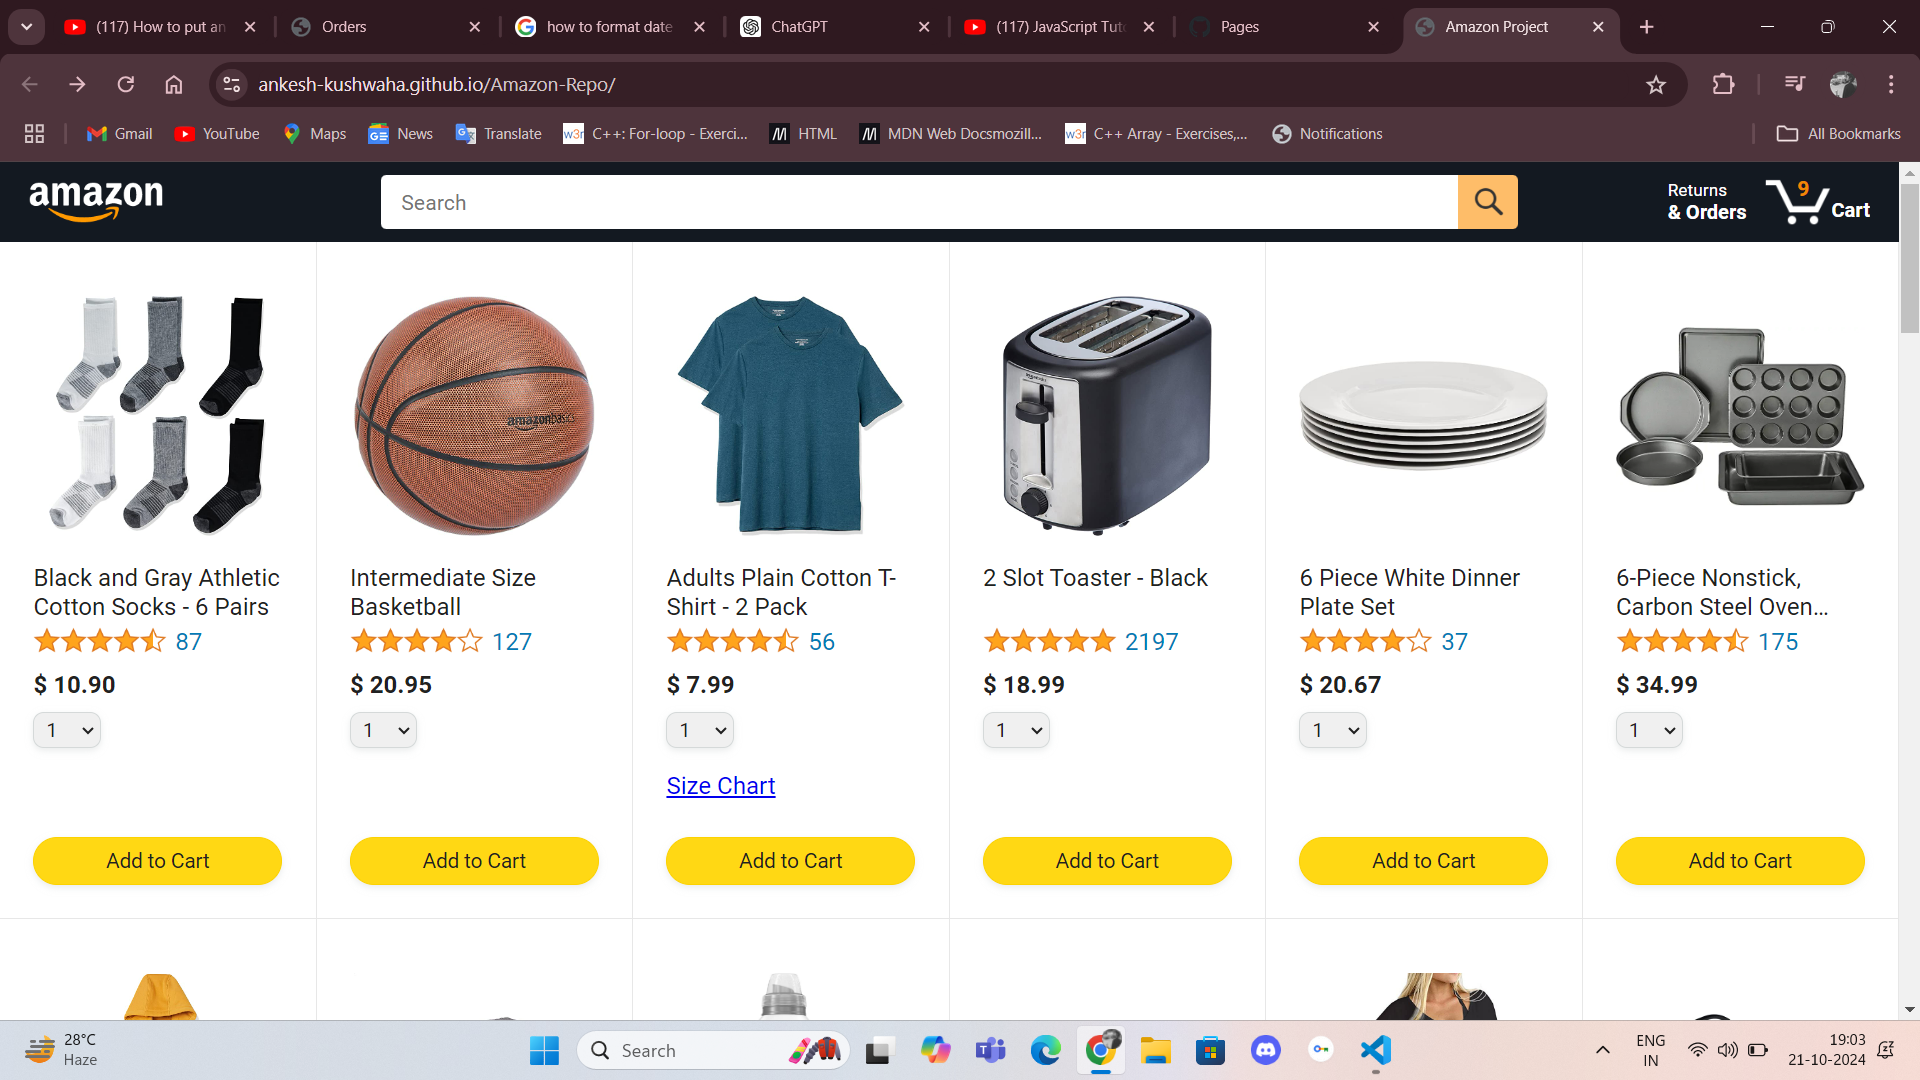 (117) How to put an
Orders
how to format date
ChatGPT
(117) JavaScript Tuto
Pages
Amazon Project
ankesh-kushwaha.github.io/Amazon-Repo/
Gmail
YouTube
Maps
News
Translate
C++: For-loop - Exerci...
HTML
MDN Web Docsmozill...
C++ Array - Exercises,...
Notifications
All Bookmarks
amazon
Search
Returns
& Orders
9
Cart
amazonbasics
Black and Gray Athletic
Cotton Socks - 6 Pairs
87
$ 10.90
1
Add to Cart
Intermediate Size
Basketball
127
$ 20.95
1
Add to Cart
Adults Plain Cotton T-
Shirt - 2 Pack
56
$ 7.99
1
Size Chart
Add to Cart
2 Slot Toaster - Black
2197
$ 18.99
1
Add to Cart
6 Piece White Dinner
Plate Set
37
$ 20.67
1
Add to Cart
6-Piece Nonstick,
Carbon Steel Oven...
175
$ 34.99
1
Add to Cart
28°C
Haze
Search
ENG
IN
19:03
21-10-2024